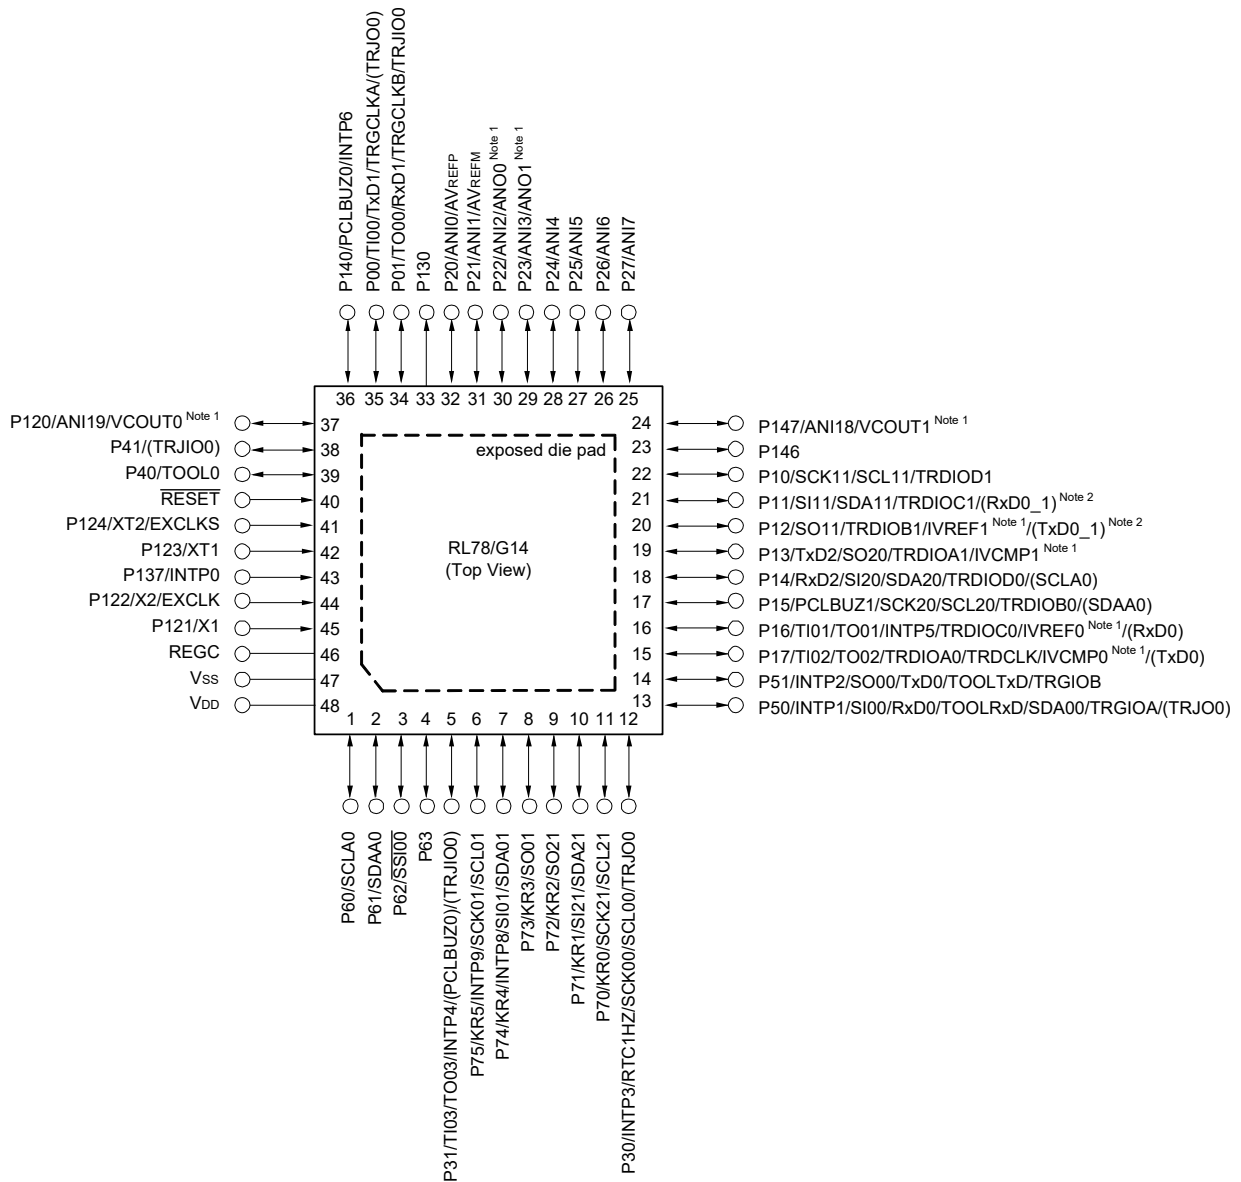 P140/PCLBUZ0/INTP6
P00/TI00/TxD1/TRGCLKA/(TRJO0)
P01/TO00/RxD1/TRGCLKB/TRJIO0
P130
P20/ANI0/AVREFP
P21/ANI1/AVREFM
P22/ANI2/ANO0 Note 1
P23/ANI3/ANO1 Note 1
P24/ANI4
P25/ANI5
P26/ANI6
P27/ANI7
36 35 34 33 32 31 30 29 28 27 26 25
P120/ANI19/VCOUT0 Note 1 37
P41/(TRJIO0) 38
P40/TOOL0 39
RESET 40
P124/XT2/EXCLKS 41
P123/XT1 42
P137/INTP0 43
P122/X2/EXCLK 44
P121/X1 45
REGC 46
Vss 47
VDD 48
exposed die pad
RL78/G14
(Top View)
24 P147/ANI18/VCOUT1 Note 1
23 P146
22 P10/SCK11/SCL11/TRDIOD1
21 P11/SI11/SDA11/TRDIOC1/(RxD0_1) Note 2
20 P12/SO11/TRDIOB1/IVREF1 Note 1/(TxD0_1) Note 2
19 P13/TxD2/SO20/TRDIOA1/IVCMP1 Note 1
18 P14/RxD2/SI20/SDA20/TRDIOD0/(SCLA0)
17 P15/PCLBUZ1/SCK20/SCL20/TRDIOB0/(SDAA0)
16 P16/TI01/TO01/INTP5/TRDIOC0/IVREF0 Note 1/(RxD0)
15 P17/TI02/TO02/TRDIOA0/TRDCLK/IVCMP0 Note 1/(TxD0)
14 P51/INTP2/SO00/TxD0/TOOLTxD/TRGIOB
13 P50/INTP1/SI00/RxD0/TOOLRxD/SDA00/TRGIOA/(TRJO0)
1 2 3 4 5 6 7 8 9 10 11 12
P60/SCLA0
P61/SDAA0
P62/SSI00
P63
P31/TI03/TO03/INTP4/(PCLBUZ0)/(TRJIO0)
P75/KR5/INTP9/SCK01/SCL01
P74/KR4/INTP8/SI01/SDA01
P73/KR3/SO01
P72/KR2/SO21
P71/KR1/SI21/SDA21
P70/KR0/SCK21/SCL21
P30/INTP3/RTC1HZ/SCK00/SCL00/TRJO0